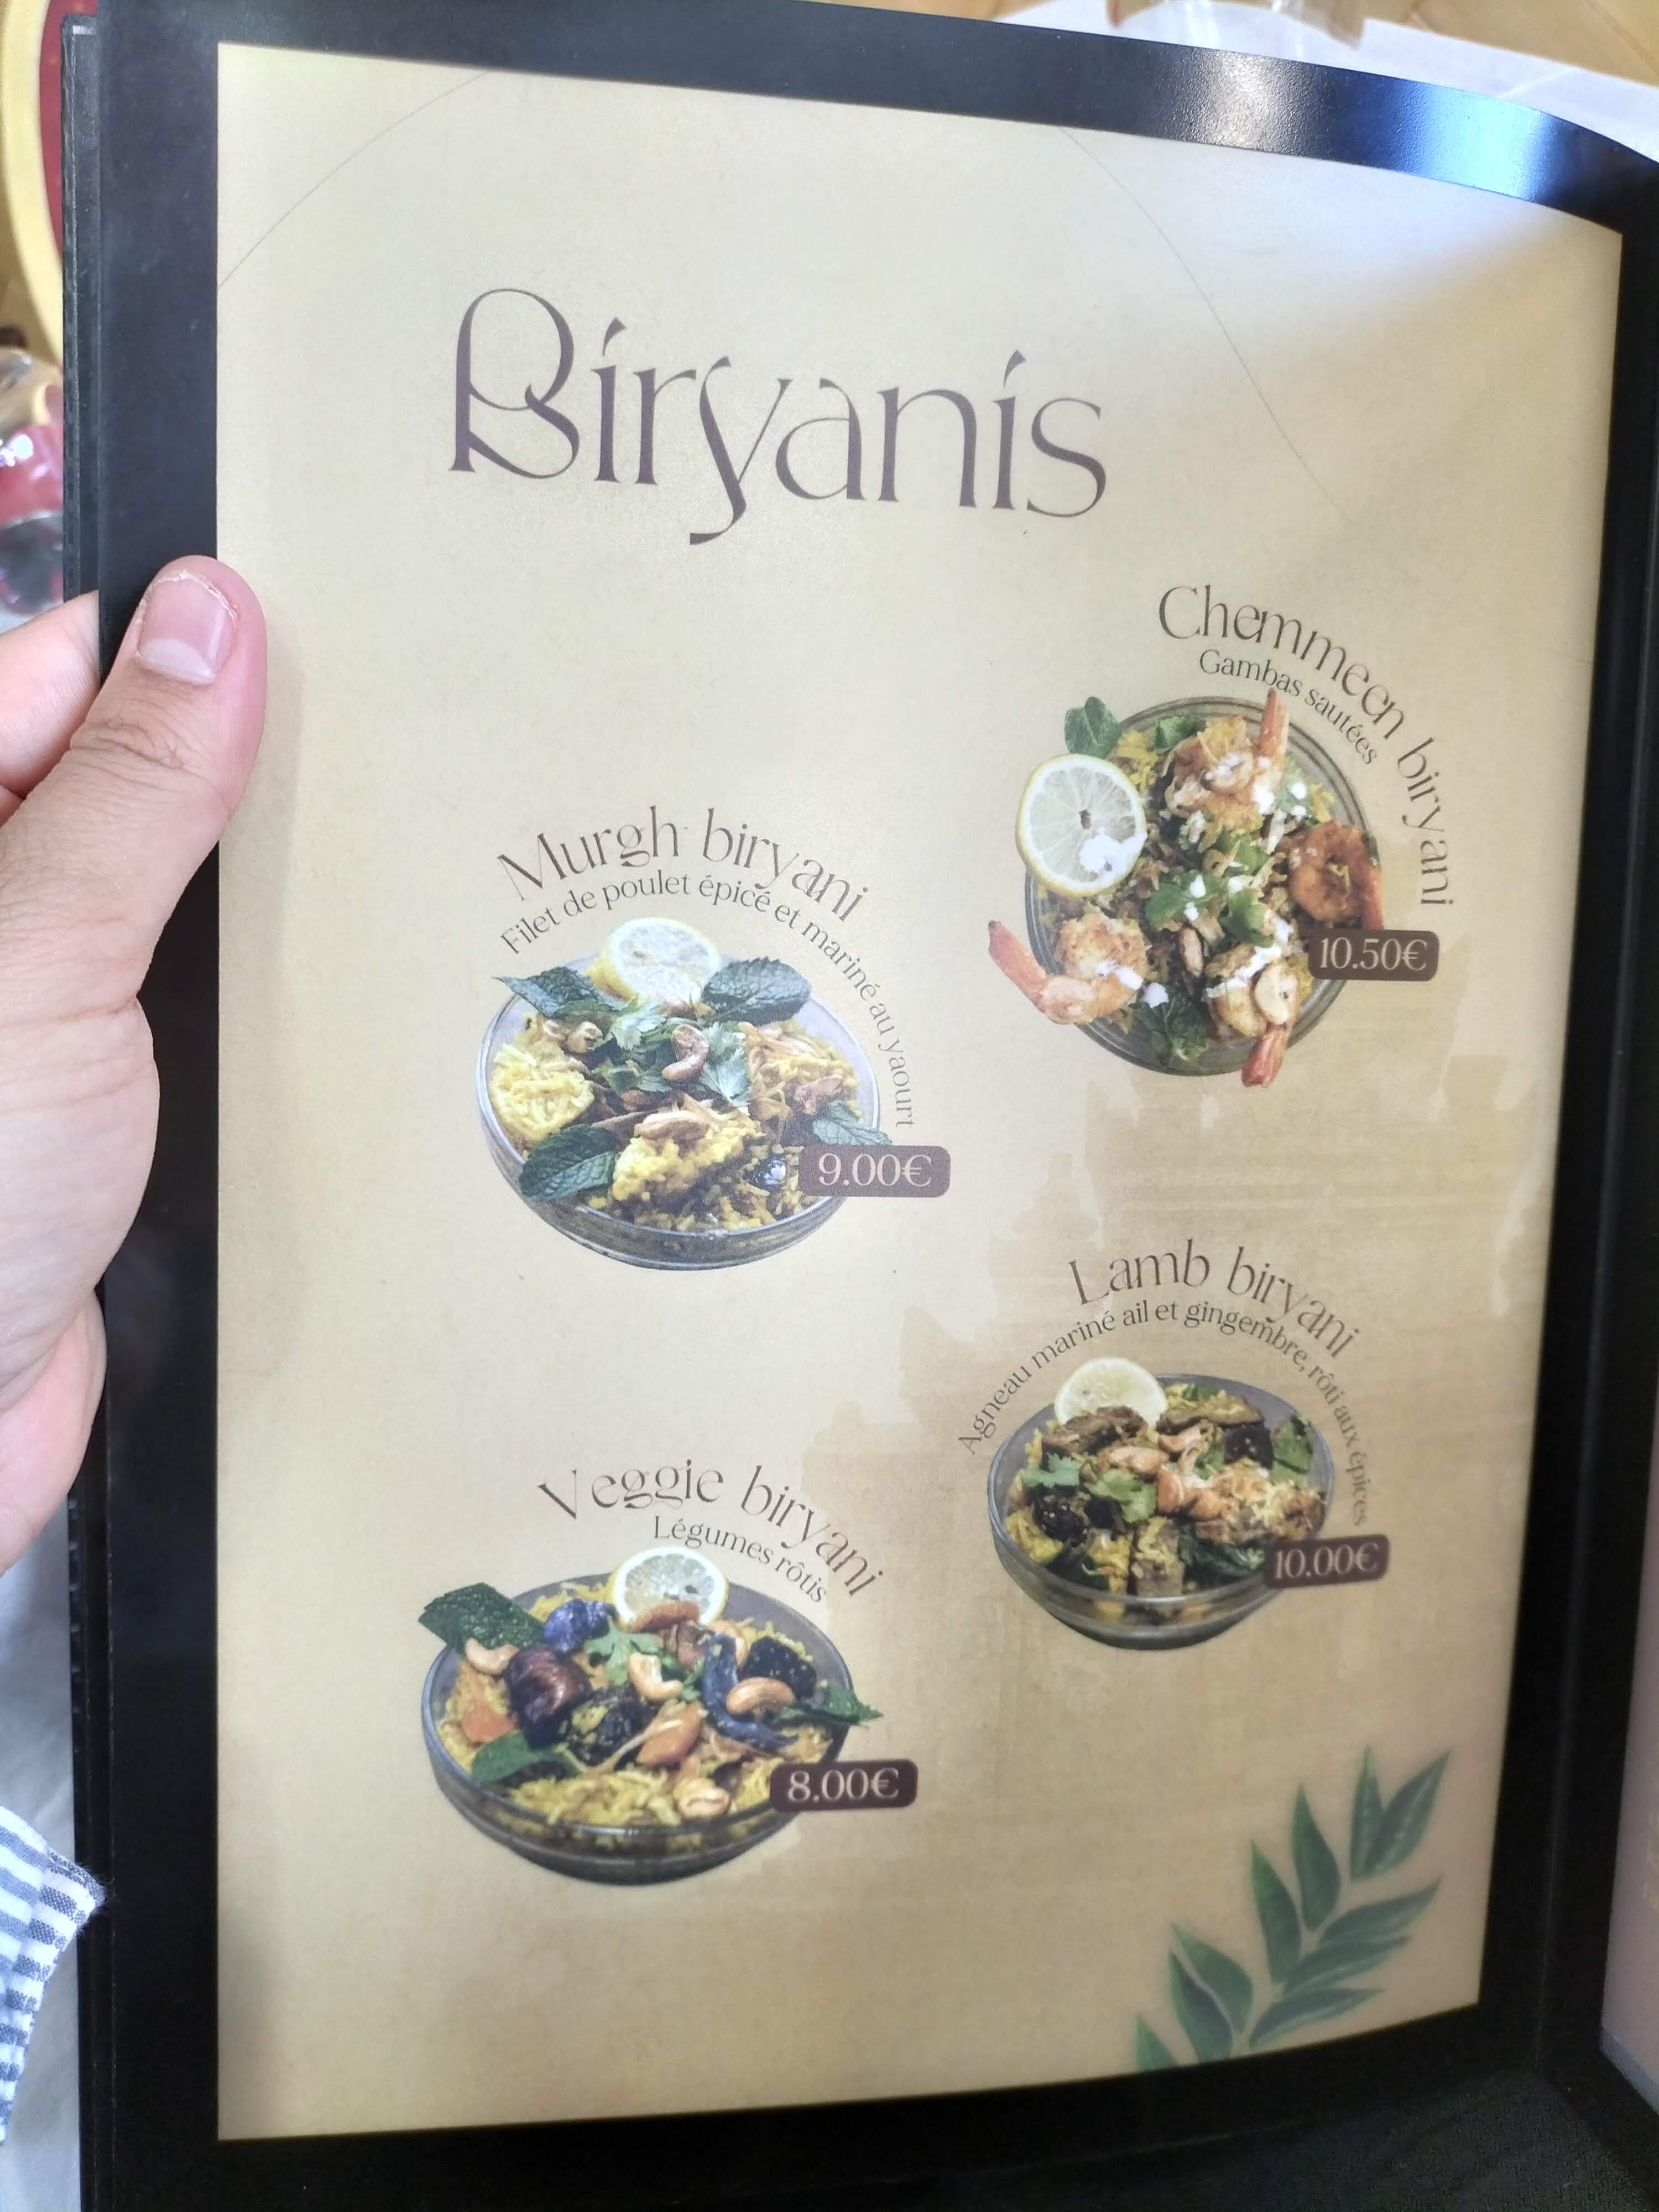 Biryanis
Chemmeen biryani
Gambas sautées
10.50€
Murgh biryani
Filet de poulet épicé et mariné au yaourt
9.00€
Lamb biryani
Agneau mariné ail et gingembre, rôti aux épices
10.00€
Veggie biryani
Légumes rôtis
8.00€